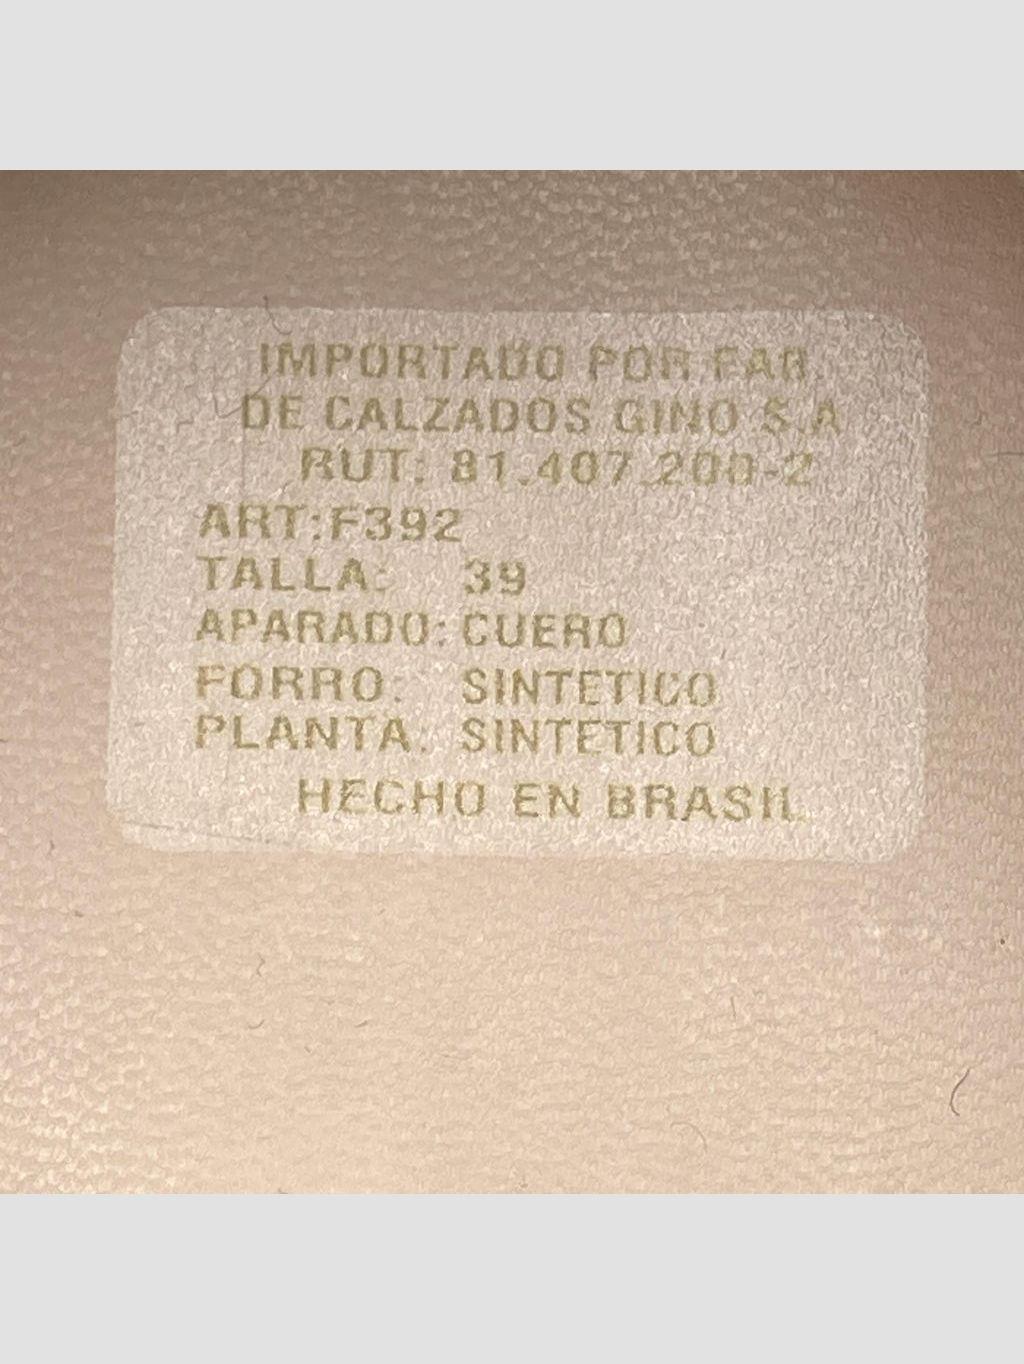 IMPORTADO POR FAB.
DE CALZADOS GINO S.A
RUT: 81.407.200-2
ART:F392
TALLA: 39
APARADO: CUERO
FORRO: SINTETICO
PLANTA: SINTETICO
HECHO EN BRASIL